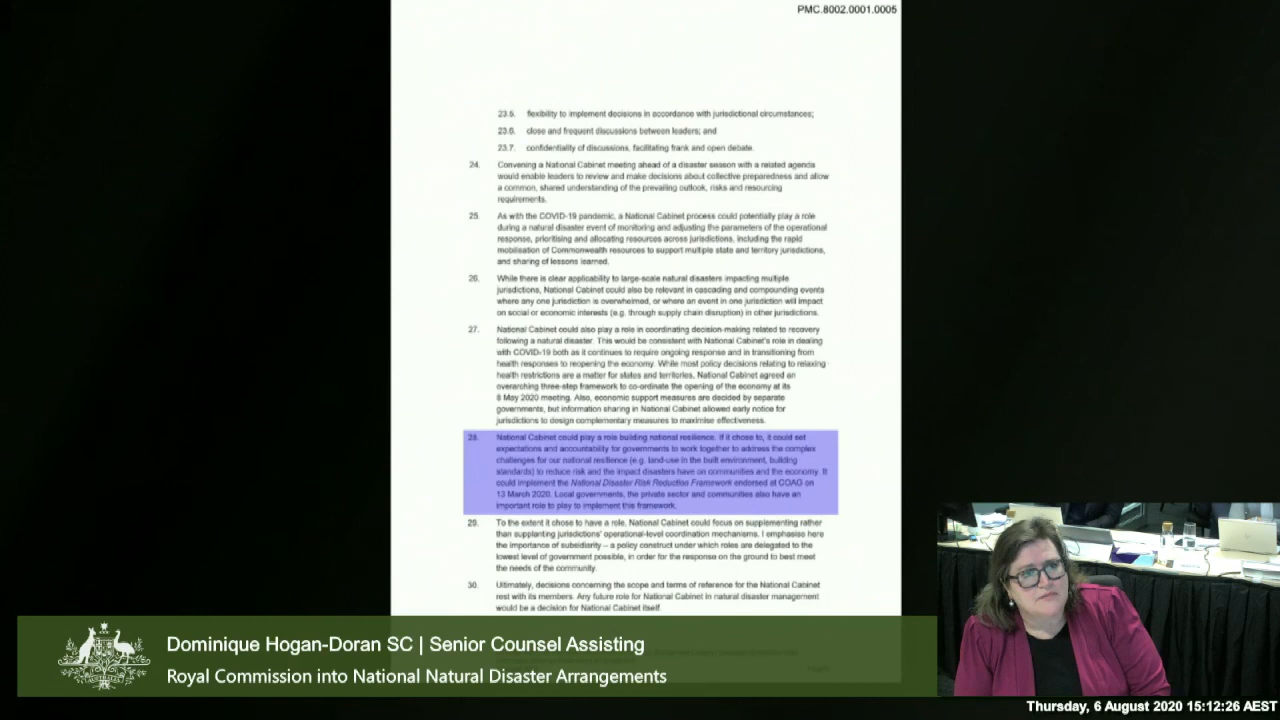 PMC.8002.0001.0005
23.5. flexibility to implement decisions in accordance with jurisdictional circumstances;
23.6. close and frequent discussions between leaders; and
23.7. confidentiality of discussions, facilitating frank and open debate.
24. Convening a National Cabinet meeting ahead of a disaster season with a related agenda
would enable leaders to review and make decisions about collective preparedness and allow
a common, shared understanding of the prevailing outlook, risks and resourcing
requirements.
25. As with the COVID-19 pandemic, a National Cabinet process could potentially play a role
during a natural disaster event of monitoring and adjusting the parameters of the operational
response, prioritising and allocating resources across jurisdictions, including the rapid
mobilisation of Commonwealth resources to support multiple state and territory jurisdictions,
and sharing of lessons learned.
26. While there is clear applicability to large-scale natural disasters impacting multiple
jurisdictions, National Cabinet could also be relevant in cascading and compounding events
where any one jurisdiction is overwhelmed, or where an event in one jurisdiction will impact
on social or economic interests (e.g. through supply chain disruption) in other jurisdictions.
27. National Cabinet could also play a role in coordinating decision-making related to recovery
following a natural disaster. This would be consistent with National Cabinet's role in dealing
with COVID-19 both as it continues to require ongoing response and in transitioning from
health responses to reopening the economy. While most policy decisions relating to relaxing
health restrictions are a matter for states and territories, National Cabinet agreed an
overarching three-step framework to co-ordinate the opening of the economy at its
8 May 2020 meeting. Also, economic support measures are decided by separate
governments, but information sharing in National Cabinet allowed early notice for
jurisdictions to design complementary measures to maximise effectiveness.
28. National Cabinet could play a role building national resilience. If it chose to, it could set
expectations and accountability for governments to work together to address the complex
challenges for our national resilience (e.g. land-use in the built environment, building
standards) to reduce risk and the impact disasters have on communities and the economy. It
could implement the National Disaster Risk Reduction Framework endorsed at COAG on
13 March 2020. Local governments, the private sector and communities also have an
important role to play to implement this framework.
29. To the extent it chose to have a role, National Cabinet could focus on supplementing rather
than supplanting jurisdictions' operational-level coordination mechanisms. I emphasise here
the importance of subsidiarity – a policy construct under which roles are delegated to the
lowest level of government possible, in order for the response on the ground to best meet
the needs of the community.
30. Ultimately, decisions concerning the scope and terms of reference for the National Cabinet
rest with its members. Any future role for National Cabinet in natural disaster management
would be a decision for National Cabinet itself.
Dominique Hogan-Doran SC | Senior Counsel Assisting
Royal Commission into National Natural Disaster Arrangements
Thursday, 6 August 2020 15:12:26 AEST